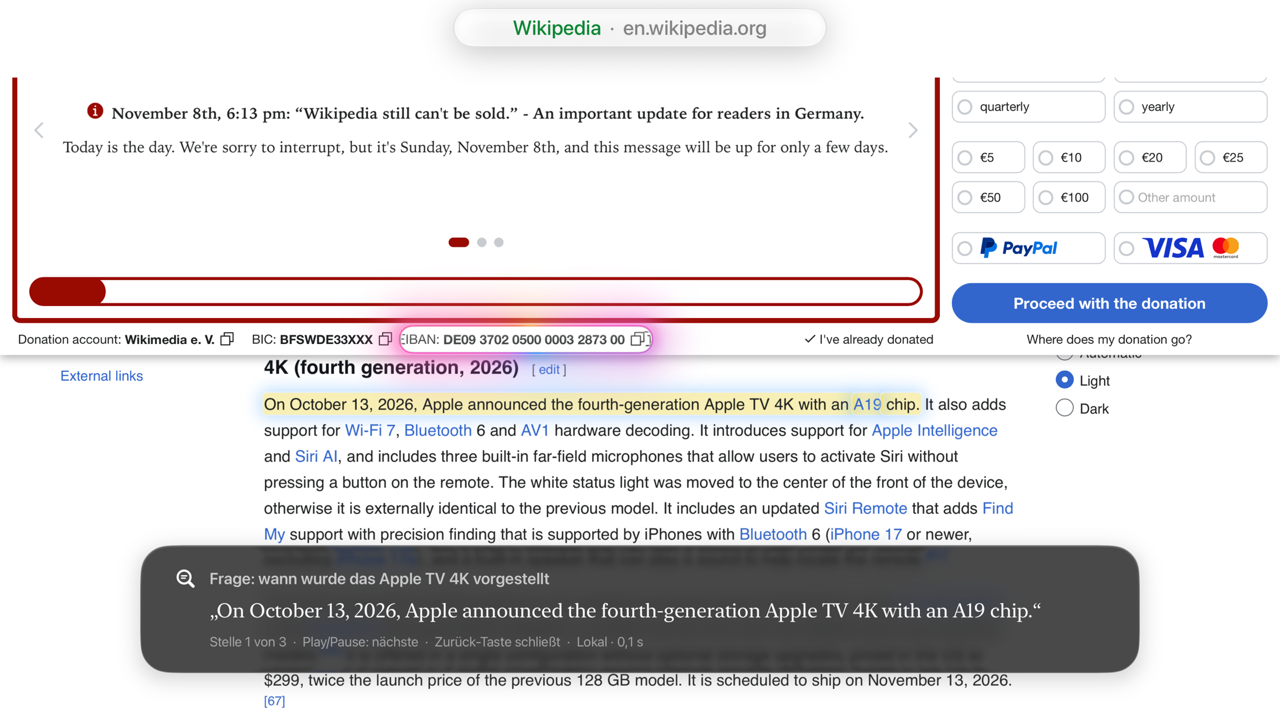 Wikipedia · en.wikipedia.org
November 8th, 6:13 pm: “Wikipedia still can't be sold.” - An important update for readers in Germany.
Today is the day. We're sorry to interrupt, but it's Sunday, November 8th, and this message will be up for only a few days.
quarterly
yearly
€5
€10
€20
€25
€50
€100
Other amount
PayPal
VISA
mastercard
Proceed with the donation
Donation account: Wikimedia e. V.
BIC: BFSWDE33XXX
IBAN: DE09 3702 0500 0003 2873 00
I've already donated
Where does my donation go?
External links
Automatic
Light
Dark
4K (fourth generation, 2026) [ edit ]
On October 13, 2026, Apple announced the fourth-generation Apple TV 4K with an A19 chip. It also adds
support for Wi-Fi 7, Bluetooth 6 and AV1 hardware decoding. It introduces support for Apple Intelligence
and Siri AI, and includes three built-in far-field microphones that allow users to activate Siri without
pressing a button on the remote. The white status light was moved to the center of the front of the device,
otherwise it is externally identical to the previous model. It includes an updated Siri Remote that adds Find
My support with precision finding that is supported by iPhones with Bluetooth 6 (iPhone 17 or newer,
Frage: wann wurde das Apple TV 4K vorgestellt
„On October 13, 2026, Apple announced the fourth-generation Apple TV 4K with an A19 chip.“
Stelle 1 von 3 · Play/Pause: nächste · Zurück-Taste schließt · Lokal · 0,1 s
$299, twice the launch price of the previous 128 GB model. It is scheduled to ship on November 13, 2026.
[67]